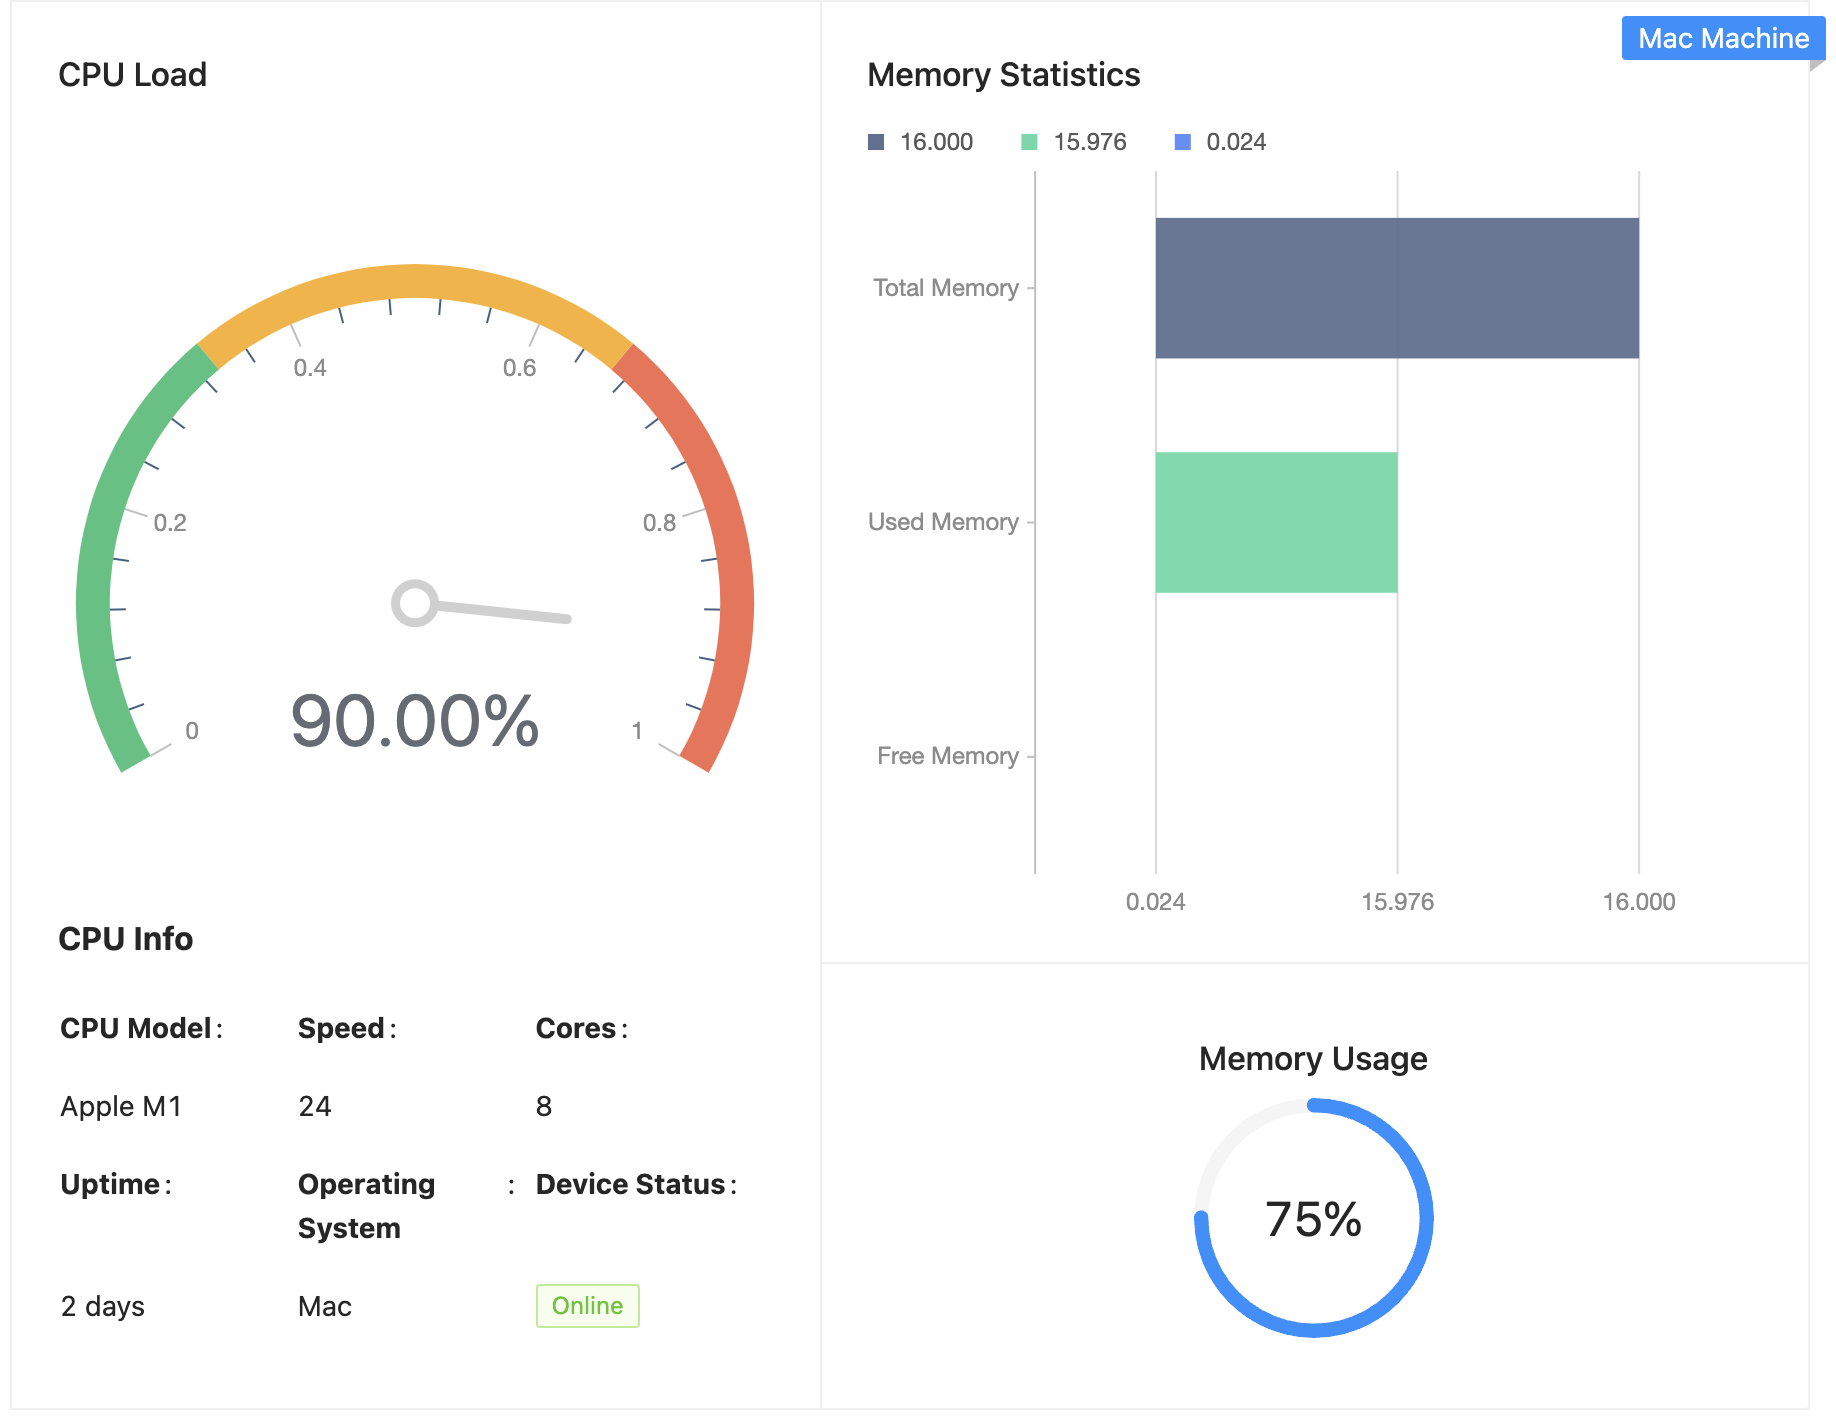 Mac Machine
CPU Load
0
0.2
0.4
0.6
0.8
1
90.00%
CPU Info
CPU Model: Speed: Cores:
Apple M1 24 8
Uptime: Operating System: Device Status:
2 days Mac Online
Memory Statistics
16.000 15.976 0.024
Total Memory
Used Memory
Free Memory
0.024 15.976 16.000
Memory Usage
75%